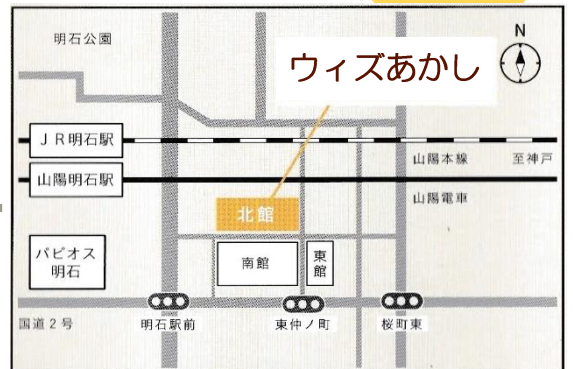 明石公園
ウィズあかし
N
JR明石駅
山陽本線
至神戸
山陽明石駅
山陽電車
北館
パピオス
明石
南館
東
館
国道2号
明石駅前
東仲ノ町
桜町東